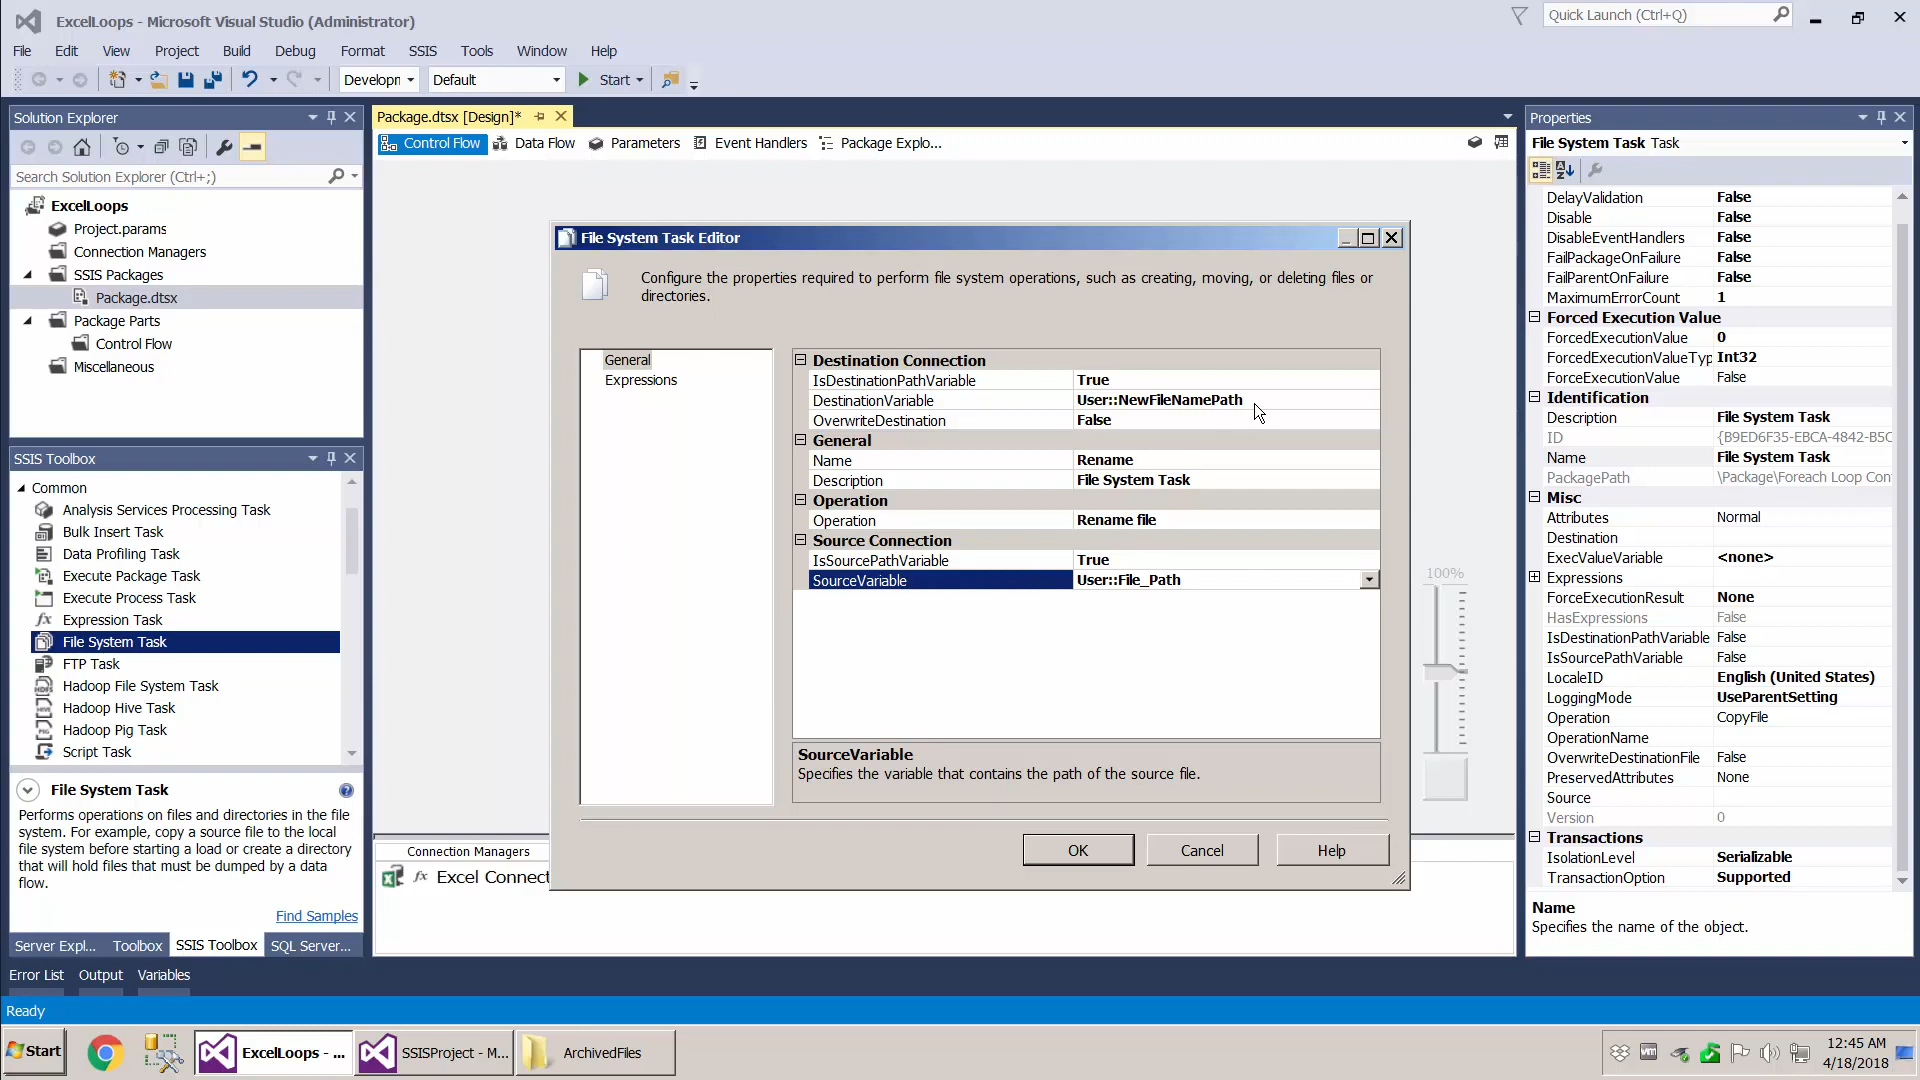 ExcelLoops - Microsoft Visual Studio (Administrator)
Quick Launch (Ctrl+Q)
File Edit View Project Build Debug Format SSIS Tools Window Help
Developn Default Start
Solution Explorer
Search Solution Explorer (Ctrl+;)
ExcelLoops
Project.params
Connection Managers
SSIS Packages
Package.dtsx
Package Parts
Control Flow
Miscellaneous
SSIS Toolbox
Common
Analysis Services Processing Task
Bulk Insert Task
Data Profiling Task
Execute Package Task
Execute Process Task
Expression Task
File System Task
FTP Task
Hadoop File System Task
Hadoop Hive Task
Hadoop Pig Task
Script Task
File System Task
Performs operations on files and directories in the file
system. For example, copy a source file to the local
file system before starting a load or create a directory
that will hold files that must be dumped by a data
flow.
Find Samples
Server Expl... Toolbox SSIS Toolbox SQL Server...
Error List Output Variables
Package.dtsx [Design]*
Control Flow Data Flow Parameters Event Handlers Package Explo...
File System Task Editor
Configure the properties required to perform file system operations, such as creating, moving, or deleting files or
directories.
General
Expressions
Destination Connection
IsDestinationPathVariable True
DestinationVariable User::NewFileNamePath
OverwriteDestination False
General
Name Rename
Description File System Task
Operation
Operation Rename file
Source Connection
IsSourcePathVariable True
SourceVariable User::File_Path
SourceVariable
Specifies the variable that contains the path of the source file.
OK Cancel Help
100%
Connection Managers
fx Excel Connect
Properties
File System Task Task
DelayValidation False
Disable False
DisableEventHandlers False
FailPackageOnFailure False
FailParentOnFailure False
MaximumErrorCount 1
Forced Execution Value
ForcedExecutionValue 0
ForcedExecutionValueTyp Int32
ForceExecutionValue False
Identification
Description File System Task
ID {B9ED6F35-EBCA-4842-B5C
Name File System Task
PackagePath \Package\Foreach Loop Con
Misc
Attributes Normal
Destination
ExecValueVariable <none>
Expressions
ForceExecutionResult None
HasExpressions False
IsDestinationPathVariable False
IsSourcePathVariable False
LocaleID English (United States)
LoggingMode UseParentSetting
Operation CopyFile
OperationName
OverwriteDestinationFile False
PreservedAttributes None
Source
Version 0
Transactions
IsolationLevel Serializable
TransactionOption Supported
Name
Specifies the name of the object.
Ready
Start ExcelLoops - ... SSISProject - M... ArchivedFiles
12:45 AM
4/18/2018